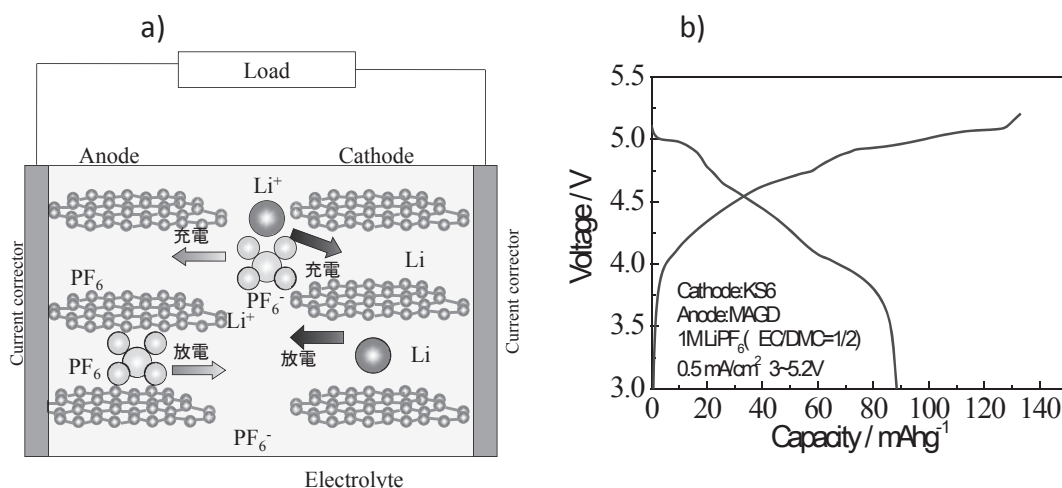 a)
Load
Anode
Cathode
Li⁺
充電
充電
Li
PF₆
PF₆⁻
Li⁺
放電
放電
Li
PF₆
PF₆⁻
Current corrector
Current corrector
Electrolyte
b)
Voltage / V
5.5
5.0
4.5
4.0
3.5
3.0
Cathode:KS6
Anode:MAGD
1M LiPF₆( EC/DMC=1/2)
0.5 mA/cm² 3~5.2V
0 20 40 60 80 100 120 140
Capacity / mAhg⁻¹